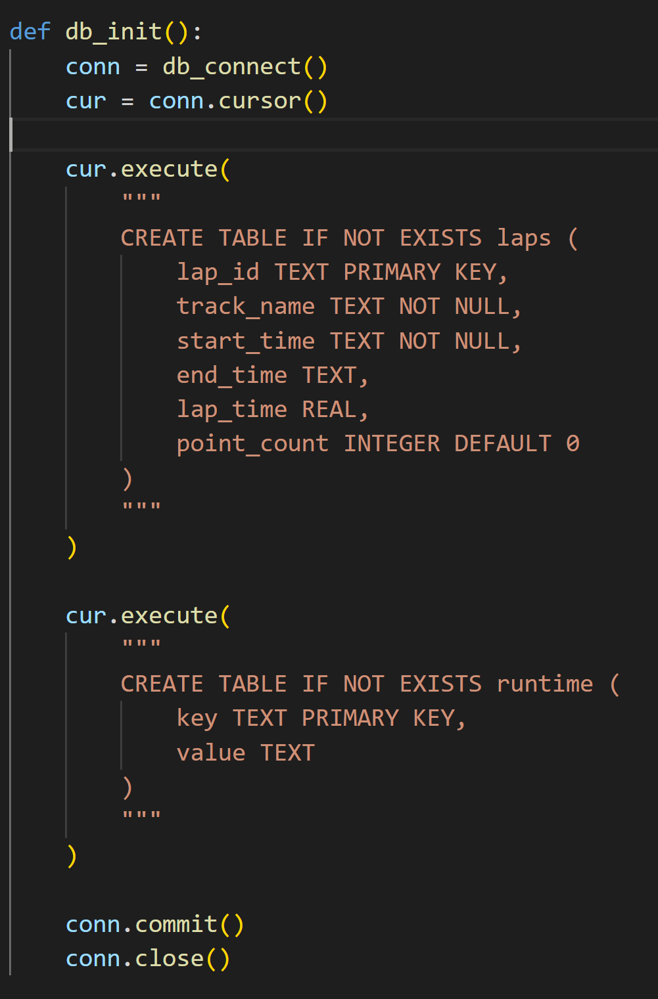 def db_init():
    conn = db_connect()
    cur = conn.cursor()

    cur.execute(
        """
        CREATE TABLE IF NOT EXISTS laps (
            lap_id TEXT PRIMARY KEY,
            track_name TEXT NOT NULL,
            start_time TEXT NOT NULL,
            end_time TEXT,
            lap_time REAL,
            point_count INTEGER DEFAULT 0
        )
        """
    )

    cur.execute(
        """
        CREATE TABLE IF NOT EXISTS runtime (
            key TEXT PRIMARY KEY,
            value TEXT
        )
        """
    )

    conn.commit()
    conn.close()